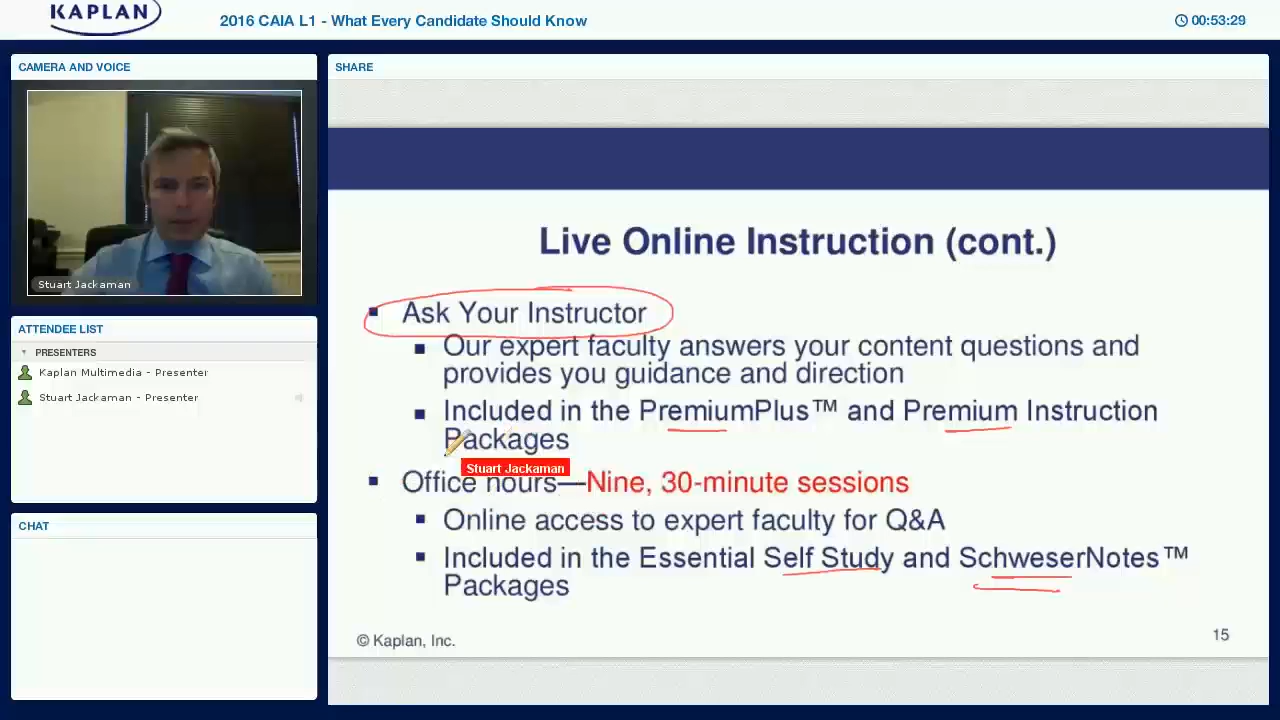 KAPLAN
2016 CAIA L1 - What Every Candidate Should Know
00:53:29
CAMERA AND VOICE
Stuart Jackaman
ATTENDEE LIST
PRESENTERS
Kaplan Multimedia - Presenter
Stuart Jackaman - Presenter
CHAT
SHARE
Live Online Instruction (cont.)
Ask Your Instructor
Our expert faculty answers your content questions and
provides you guidance and direction
Included in the PremiumPlus™ and Premium Instruction
Packages
Stuart Jackaman
Office hours—Nine, 30-minute sessions
Online access to expert faculty for Q&A
Included in the Essential Self Study and SchweserNotes™
Packages
© Kaplan, Inc.
15